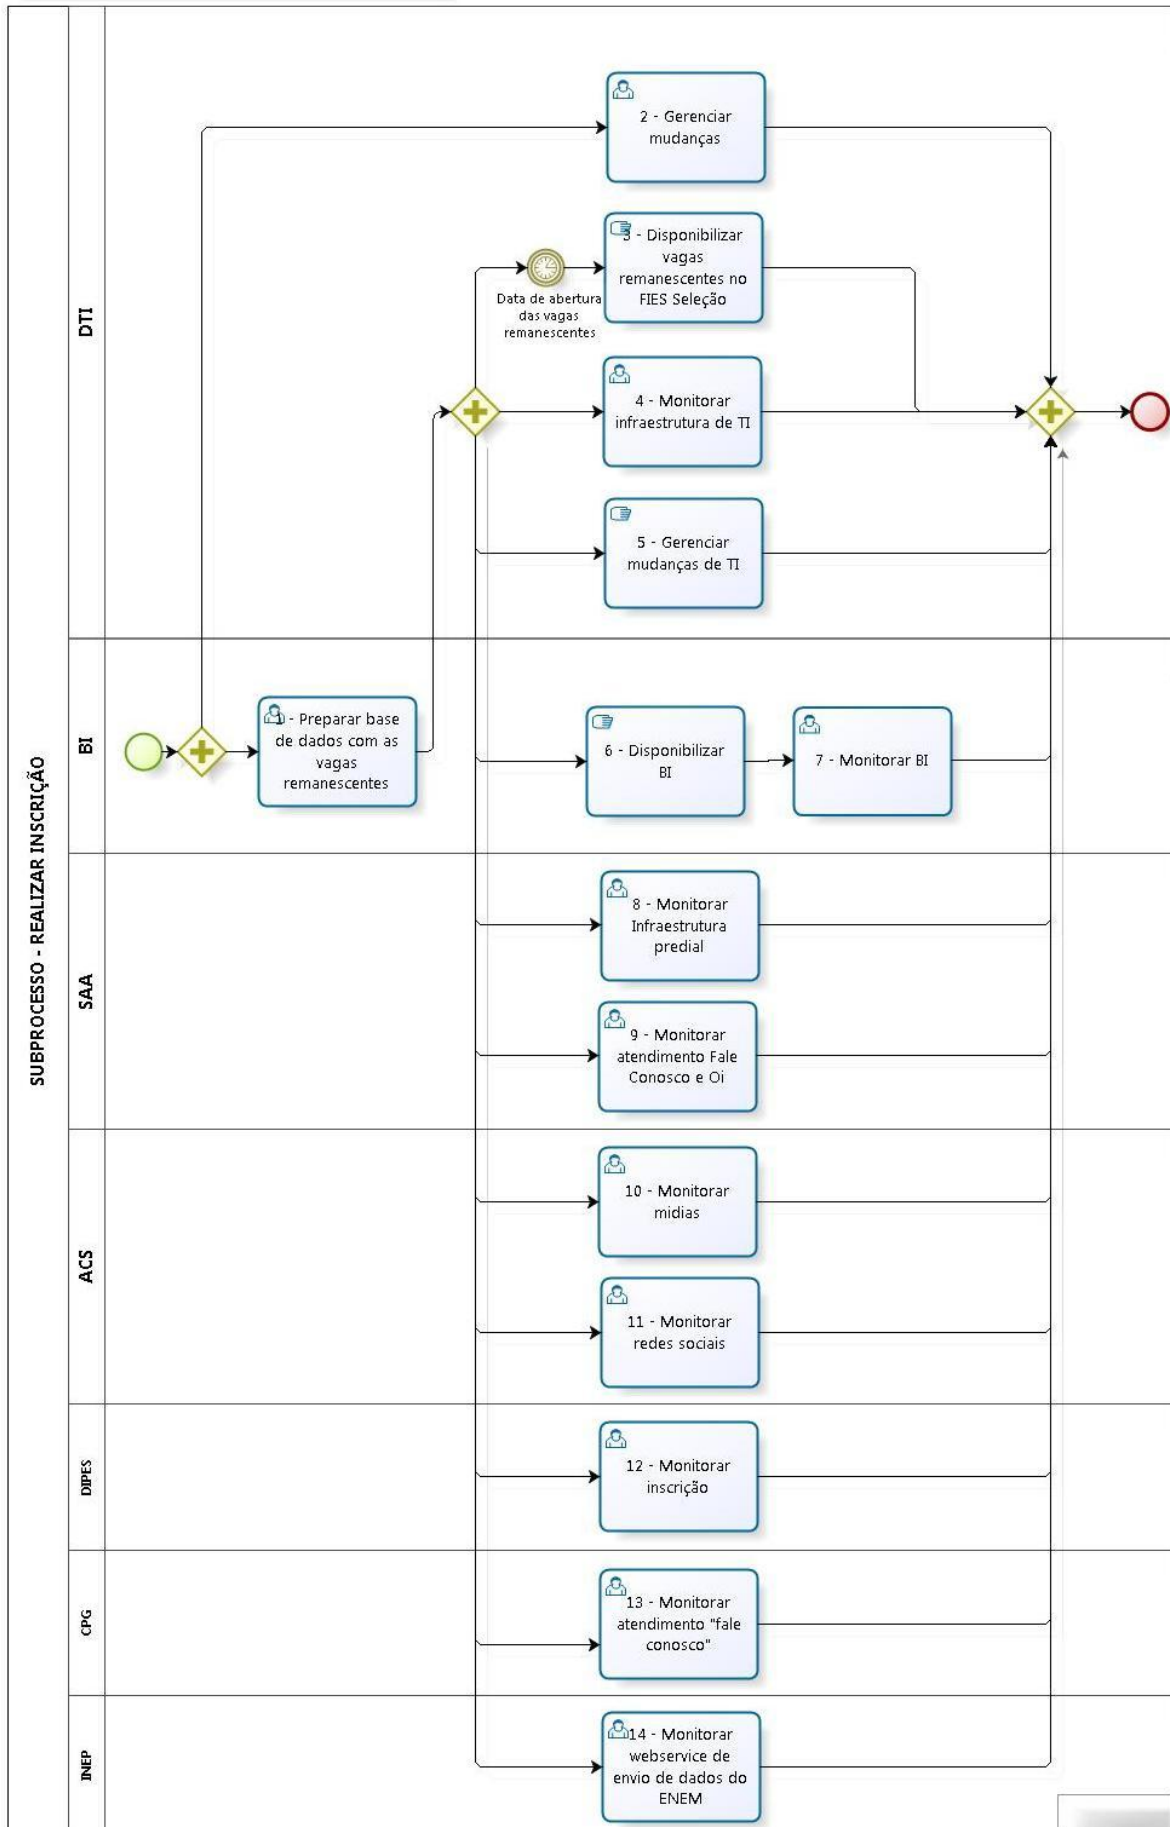 SUBPROCESSO - REALIZAR INSCRIÇÃO
DTI
2 - Gerenciar
mudanças
3 - Disponibilizar
vagas
remanescentes no
FIES Seleção
Data de abertura
das vagas
remanescentes
4 - Monitorar
infraestrutura de TI
5 - Gerenciar
mudanças de TI
BI
1 - Preparar base
de dados com as
vagas
remanescentes
6 - Disponibilizar
BI
7 - Monitorar BI
SAA
8 - Monitorar
Infraestrutura
predial
9 - Monitorar
atendimento Fale
Conosco e Oi
ACS
10 - Monitorar
midias
11 - Monitorar
redes sociais
DIPES
12 - Monitorar
inscrição
CPG
13 - Monitorar
atendimento "fale
conosco"
INEP
14 - Monitorar
webservice de
envio de dados do
ENEM